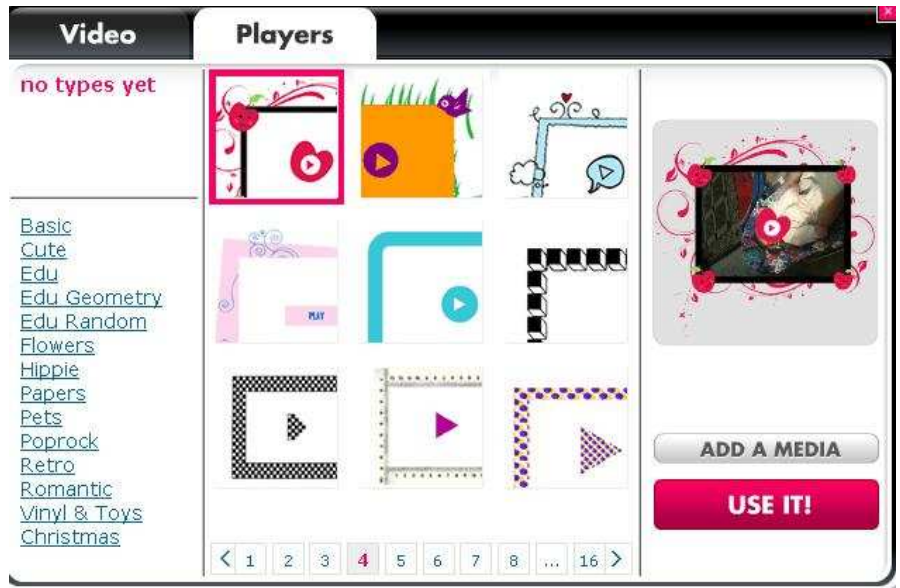 Video
Players
no types yet
Basic
Cute
Edu
Edu Geometry
Edu Random
Flowers
Hippie
Papers
Pets
Poprock
Retro
Romantic
Vinyl & Toys
Christmas
PLAY
< 1 2 3 4 5 6 7 8 ... 16 >
ADD A MEDIA
USE IT!